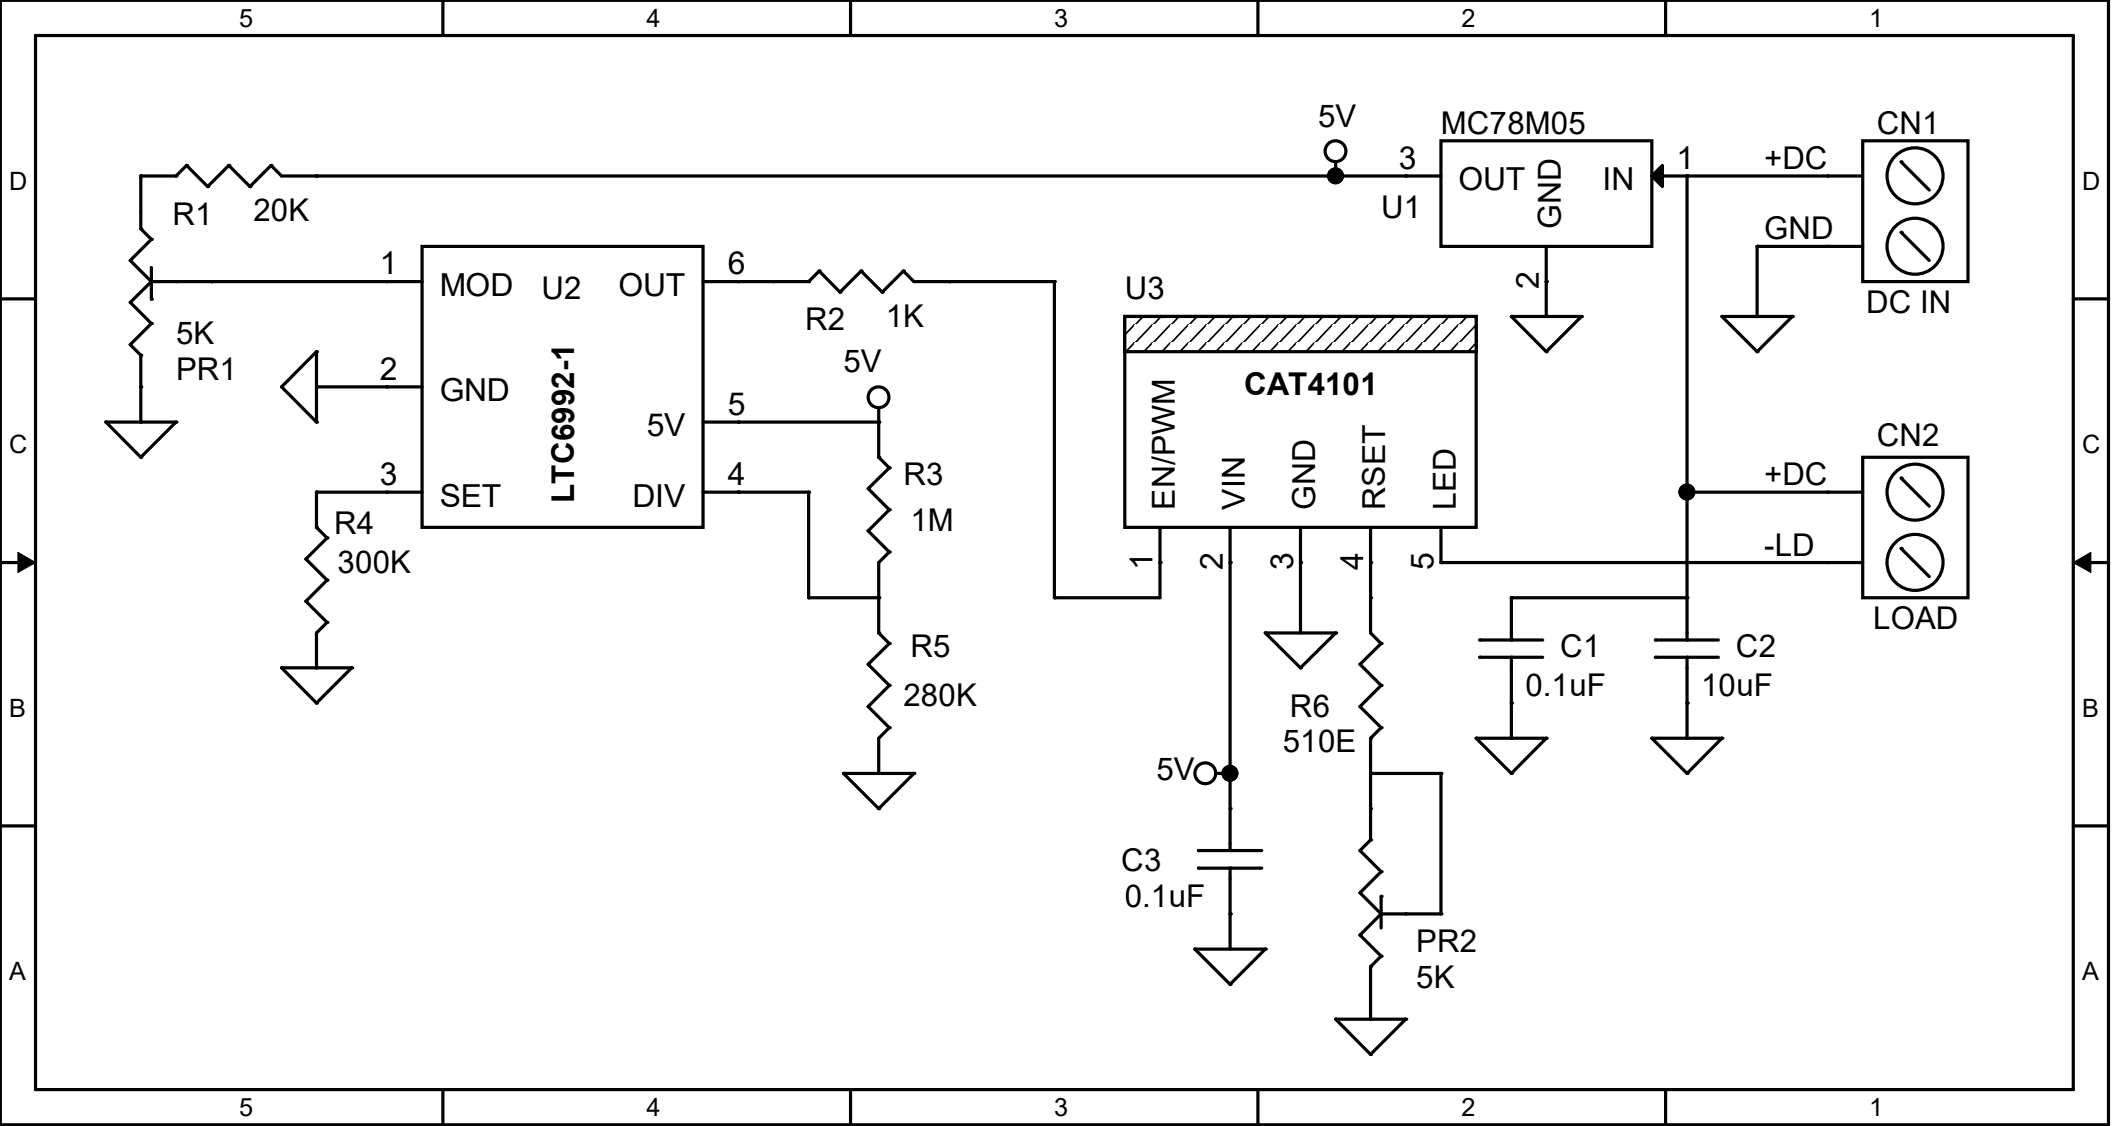 5 4 3 2 1
D
D
C
C
B
B
A
A
5V
MC78M05
CN1
3
OUT
GND
IN
1
+DC
U1
2
GND
DC IN
R1
20K
1
MOD
U2
OUT
6
5K
PR1
R2
1K
2
GND
LTC6992-1
5V
5
5V
3
SET
DIV
4
R3
1M
R4
300K
R5
280K
U3
CAT4101
EN/PWM
VIN
GND
RSET
LED
1
2
3
4
5
CN2
+DC
-LD
LOAD
C1
0.1uF
C2
10uF
R6
510E
5V
C3
0.1uF
PR2
5K
5 4 3 2 1